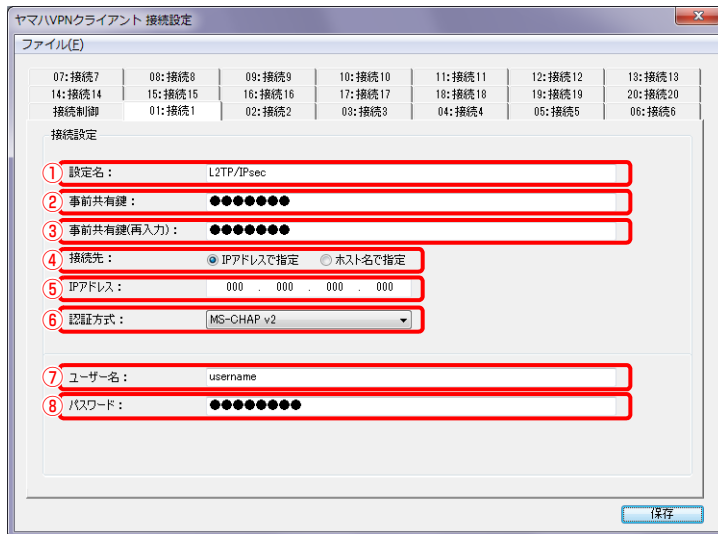 ヤマハVPNクライアント 接続設定
ファイル(F)
07:接続7 08:接続8 09:接続9 10:接続10 11:接続11 12:接続12 13:接続13
14:接続14 15:接続15 16:接続16 17:接続17 18:接続18 19:接続19 20:接続20
接続制御 01:接続1 02:接続2 03:接続3 04:接続4 05:接続5 06:接続6
接続設定
① 設定名: L2TP/IPsec
② 事前共有鍵: ●●●●●●●
③ 事前共有鍵(再入力): ●●●●●●●
④ 接続先: IPアドレスで指定 ホスト名で指定
⑤ IPアドレス: 000 . 000 . 000 . 000
⑥ 認証方式: MS-CHAP v2
⑦ ユーザー名: username
⑧ パスワード: ●●●●●●●●
保存